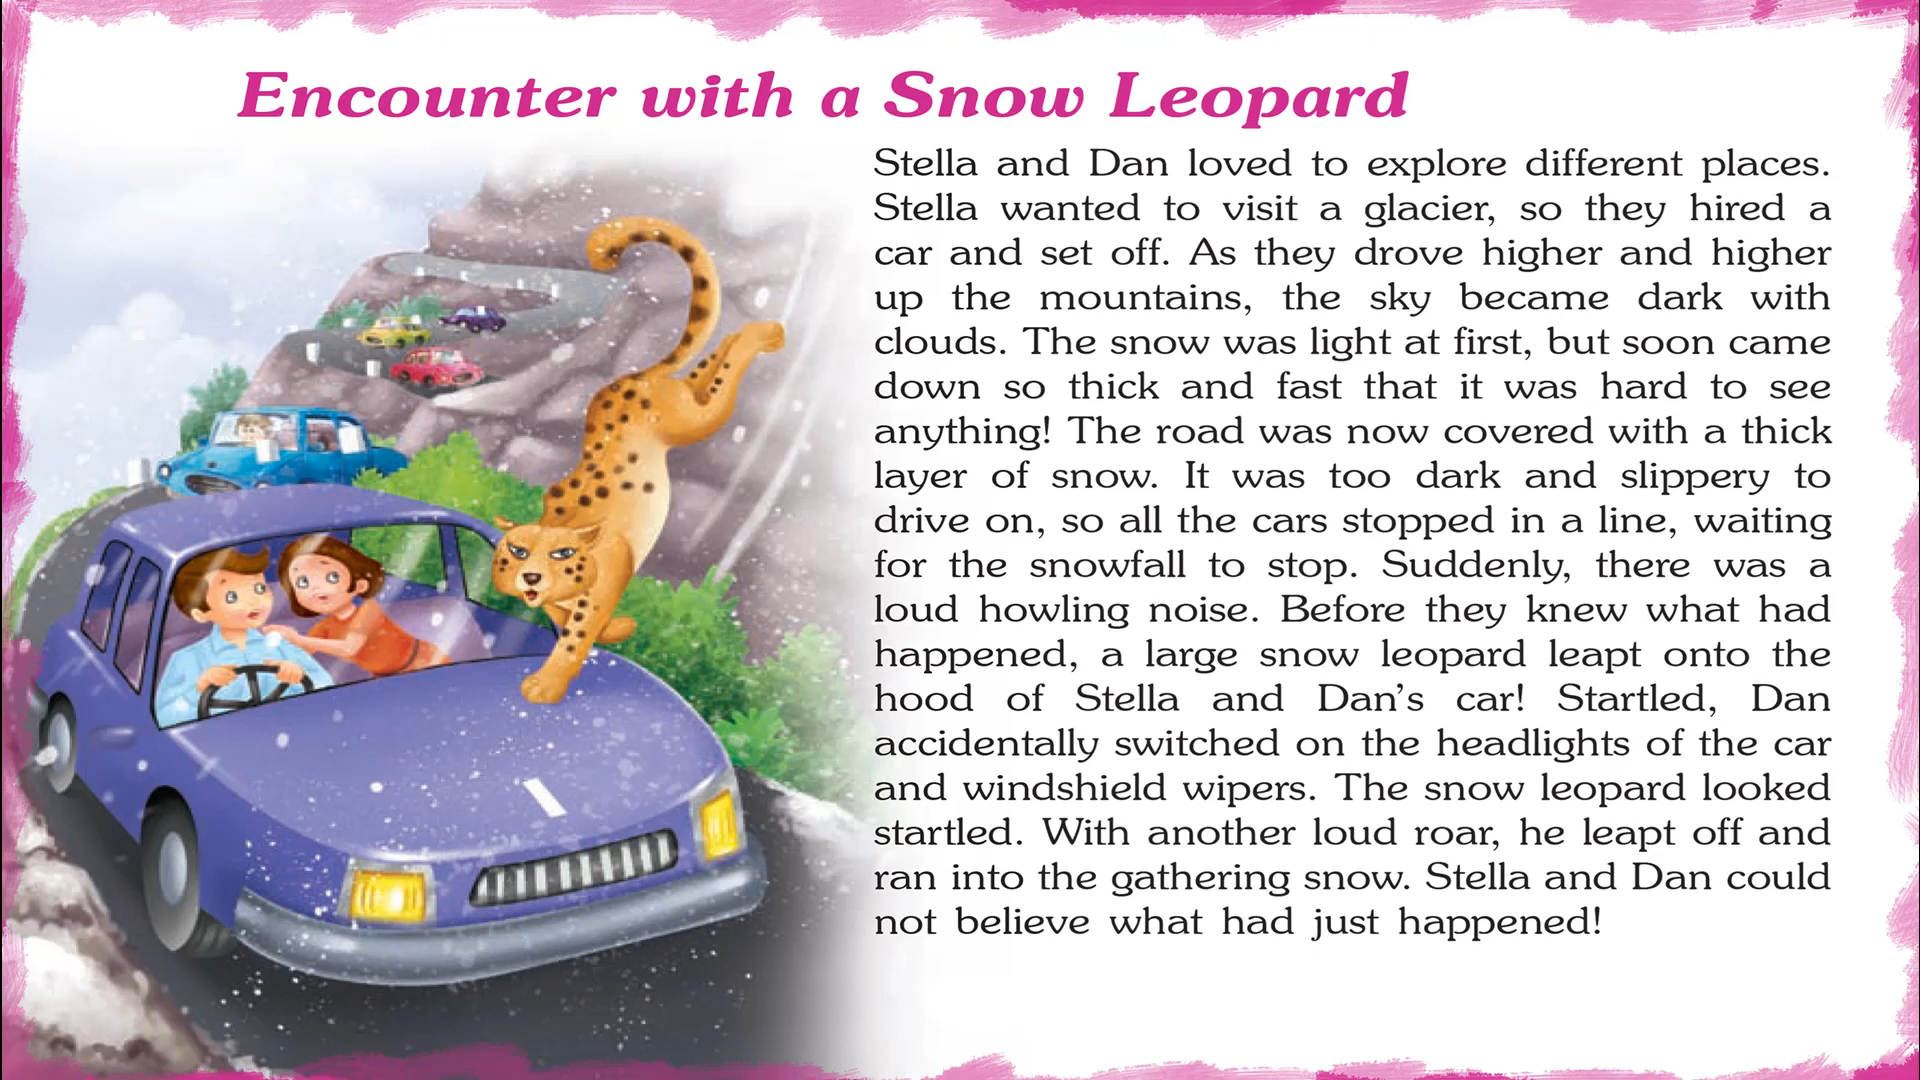 Encounter with a Snow Leopard
Stella and Dan loved to explore different places.
Stella wanted to visit a glacier, so they hired a
car and set off. As they drove higher and higher
up the mountains, the sky became dark with
clouds. The snow was light at first, but soon came
down so thick and fast that it was hard to see
anything! The road was now covered with a thick
layer of snow. It was too dark and slippery to
drive on, so all the cars stopped in a line, waiting
for the snowfall to stop. Suddenly, there was a
loud howling noise. Before they knew what had
happened, a large snow leopard leapt onto the
hood of Stella and Dan's car! Startled, Dan
accidentally switched on the headlights of the car
and windshield wipers. The snow leopard looked
startled. With another loud roar, he leapt off and
ran into the gathering snow. Stella and Dan could
not believe what had just happened!